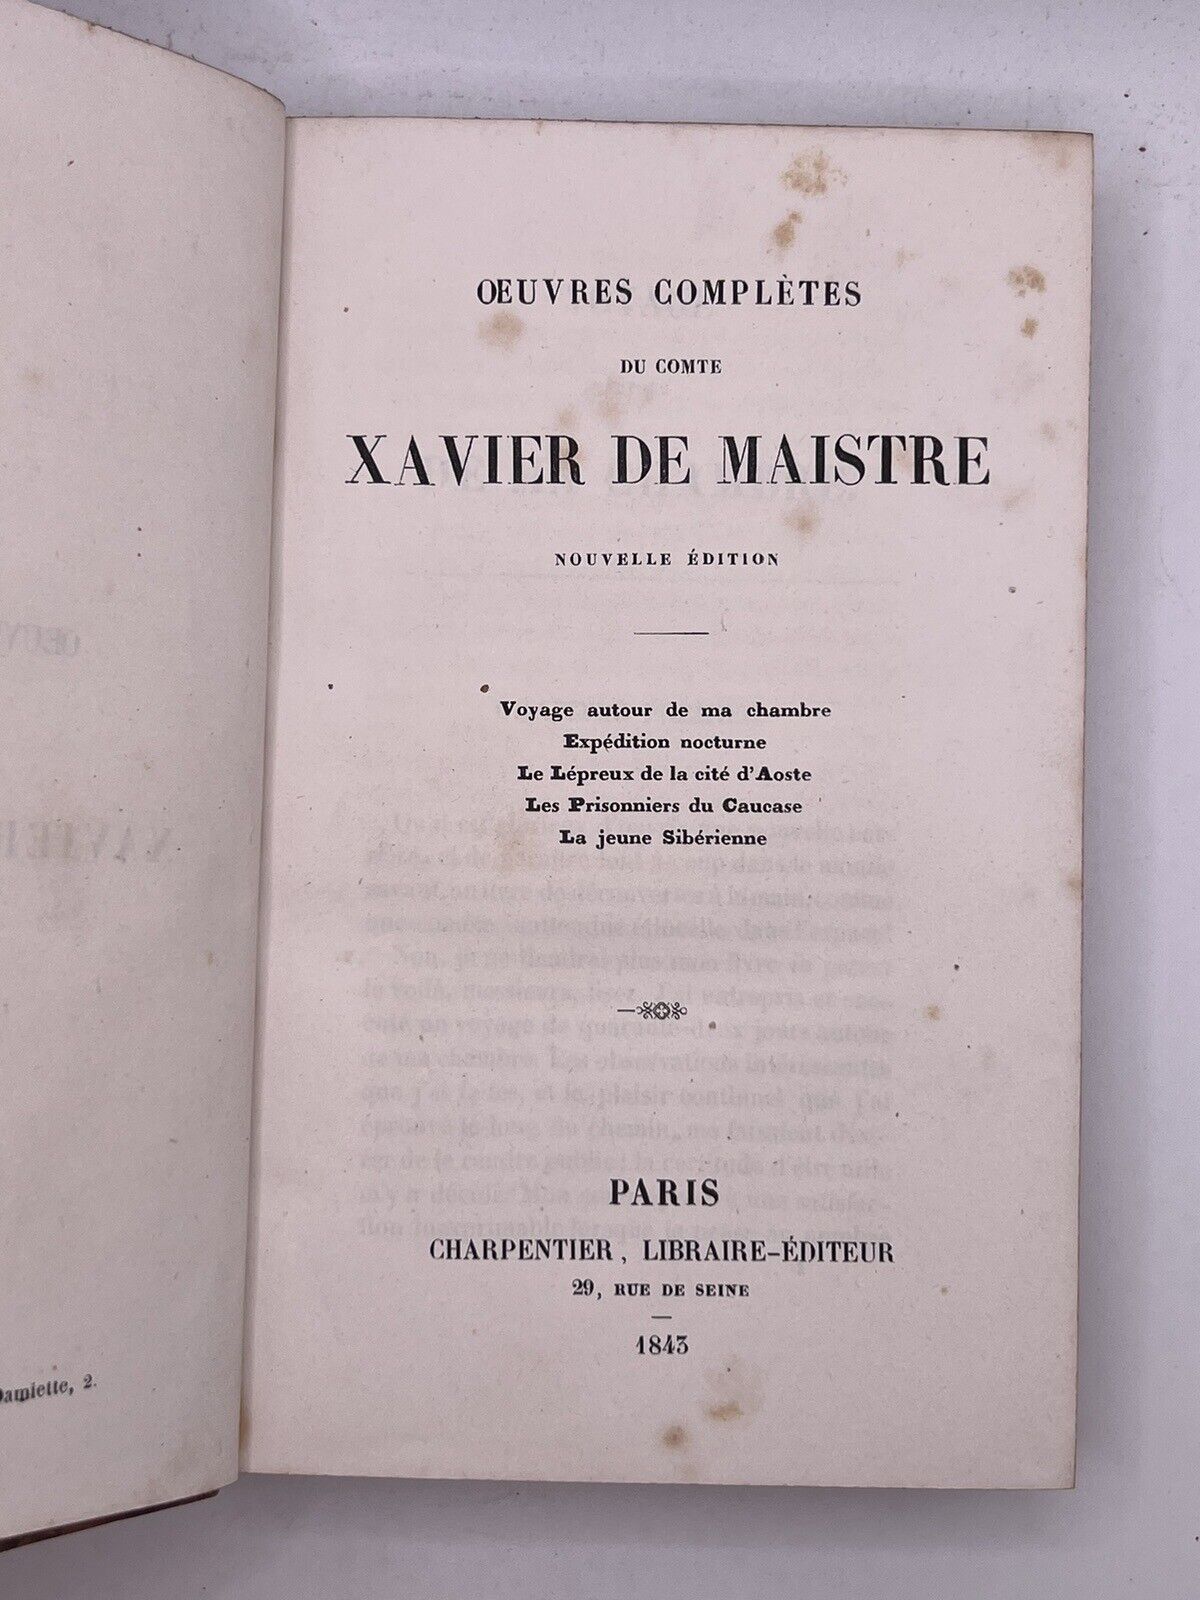 OEUVRES COMPLÈTES
DU COMTE
XAVIER DE MAISTRE
NOUVELLE ÉDITION
Voyage autour de ma chambre
Expédition nocturne
Le Lépreux de la cité d'Aoste
Les Prisonniers du Caucase
La jeune Sibérienne
PARIS
CHARPENTIER, LIBRAIRE-ÉDITEUR
29, RUE DE SEINE
1843
Damiette, 2.